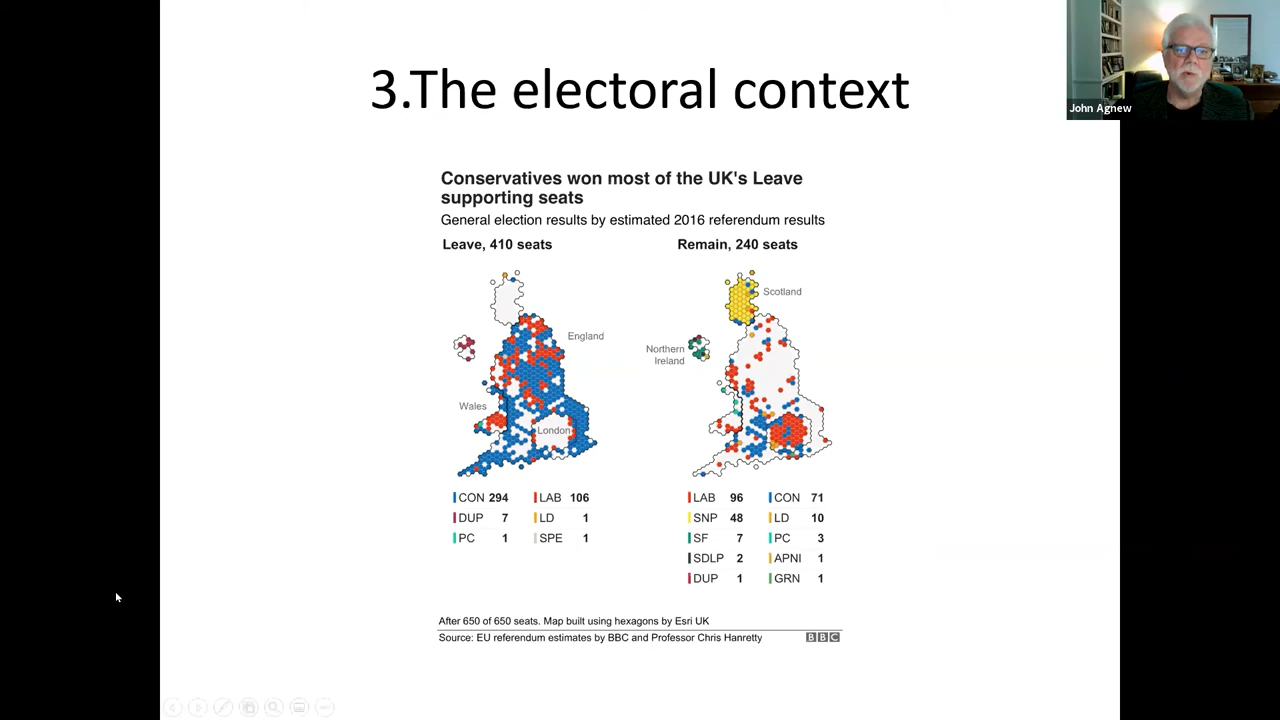 3.The electoral context
John Agnew
Conservatives won most of the UK's Leave
supporting seats
General election results by estimated 2016 referendum results
Leave, 410 seats
Remain, 240 seats
Scotland
England
Northern
Ireland
Wales
London
CON 294 LAB 106
DUP 7 LD 1
PC 1 SPE 1
LAB 96 CON 71
SNP 48 LD 10
SF 7 PC 3
SDLP 2 APNI 1
DUP 1 GRN 1
After 650 of 650 seats. Map built using hexagons by Esri UK
Source: EU referendum estimates by BBC and Professor Chris Hanretty
BBC